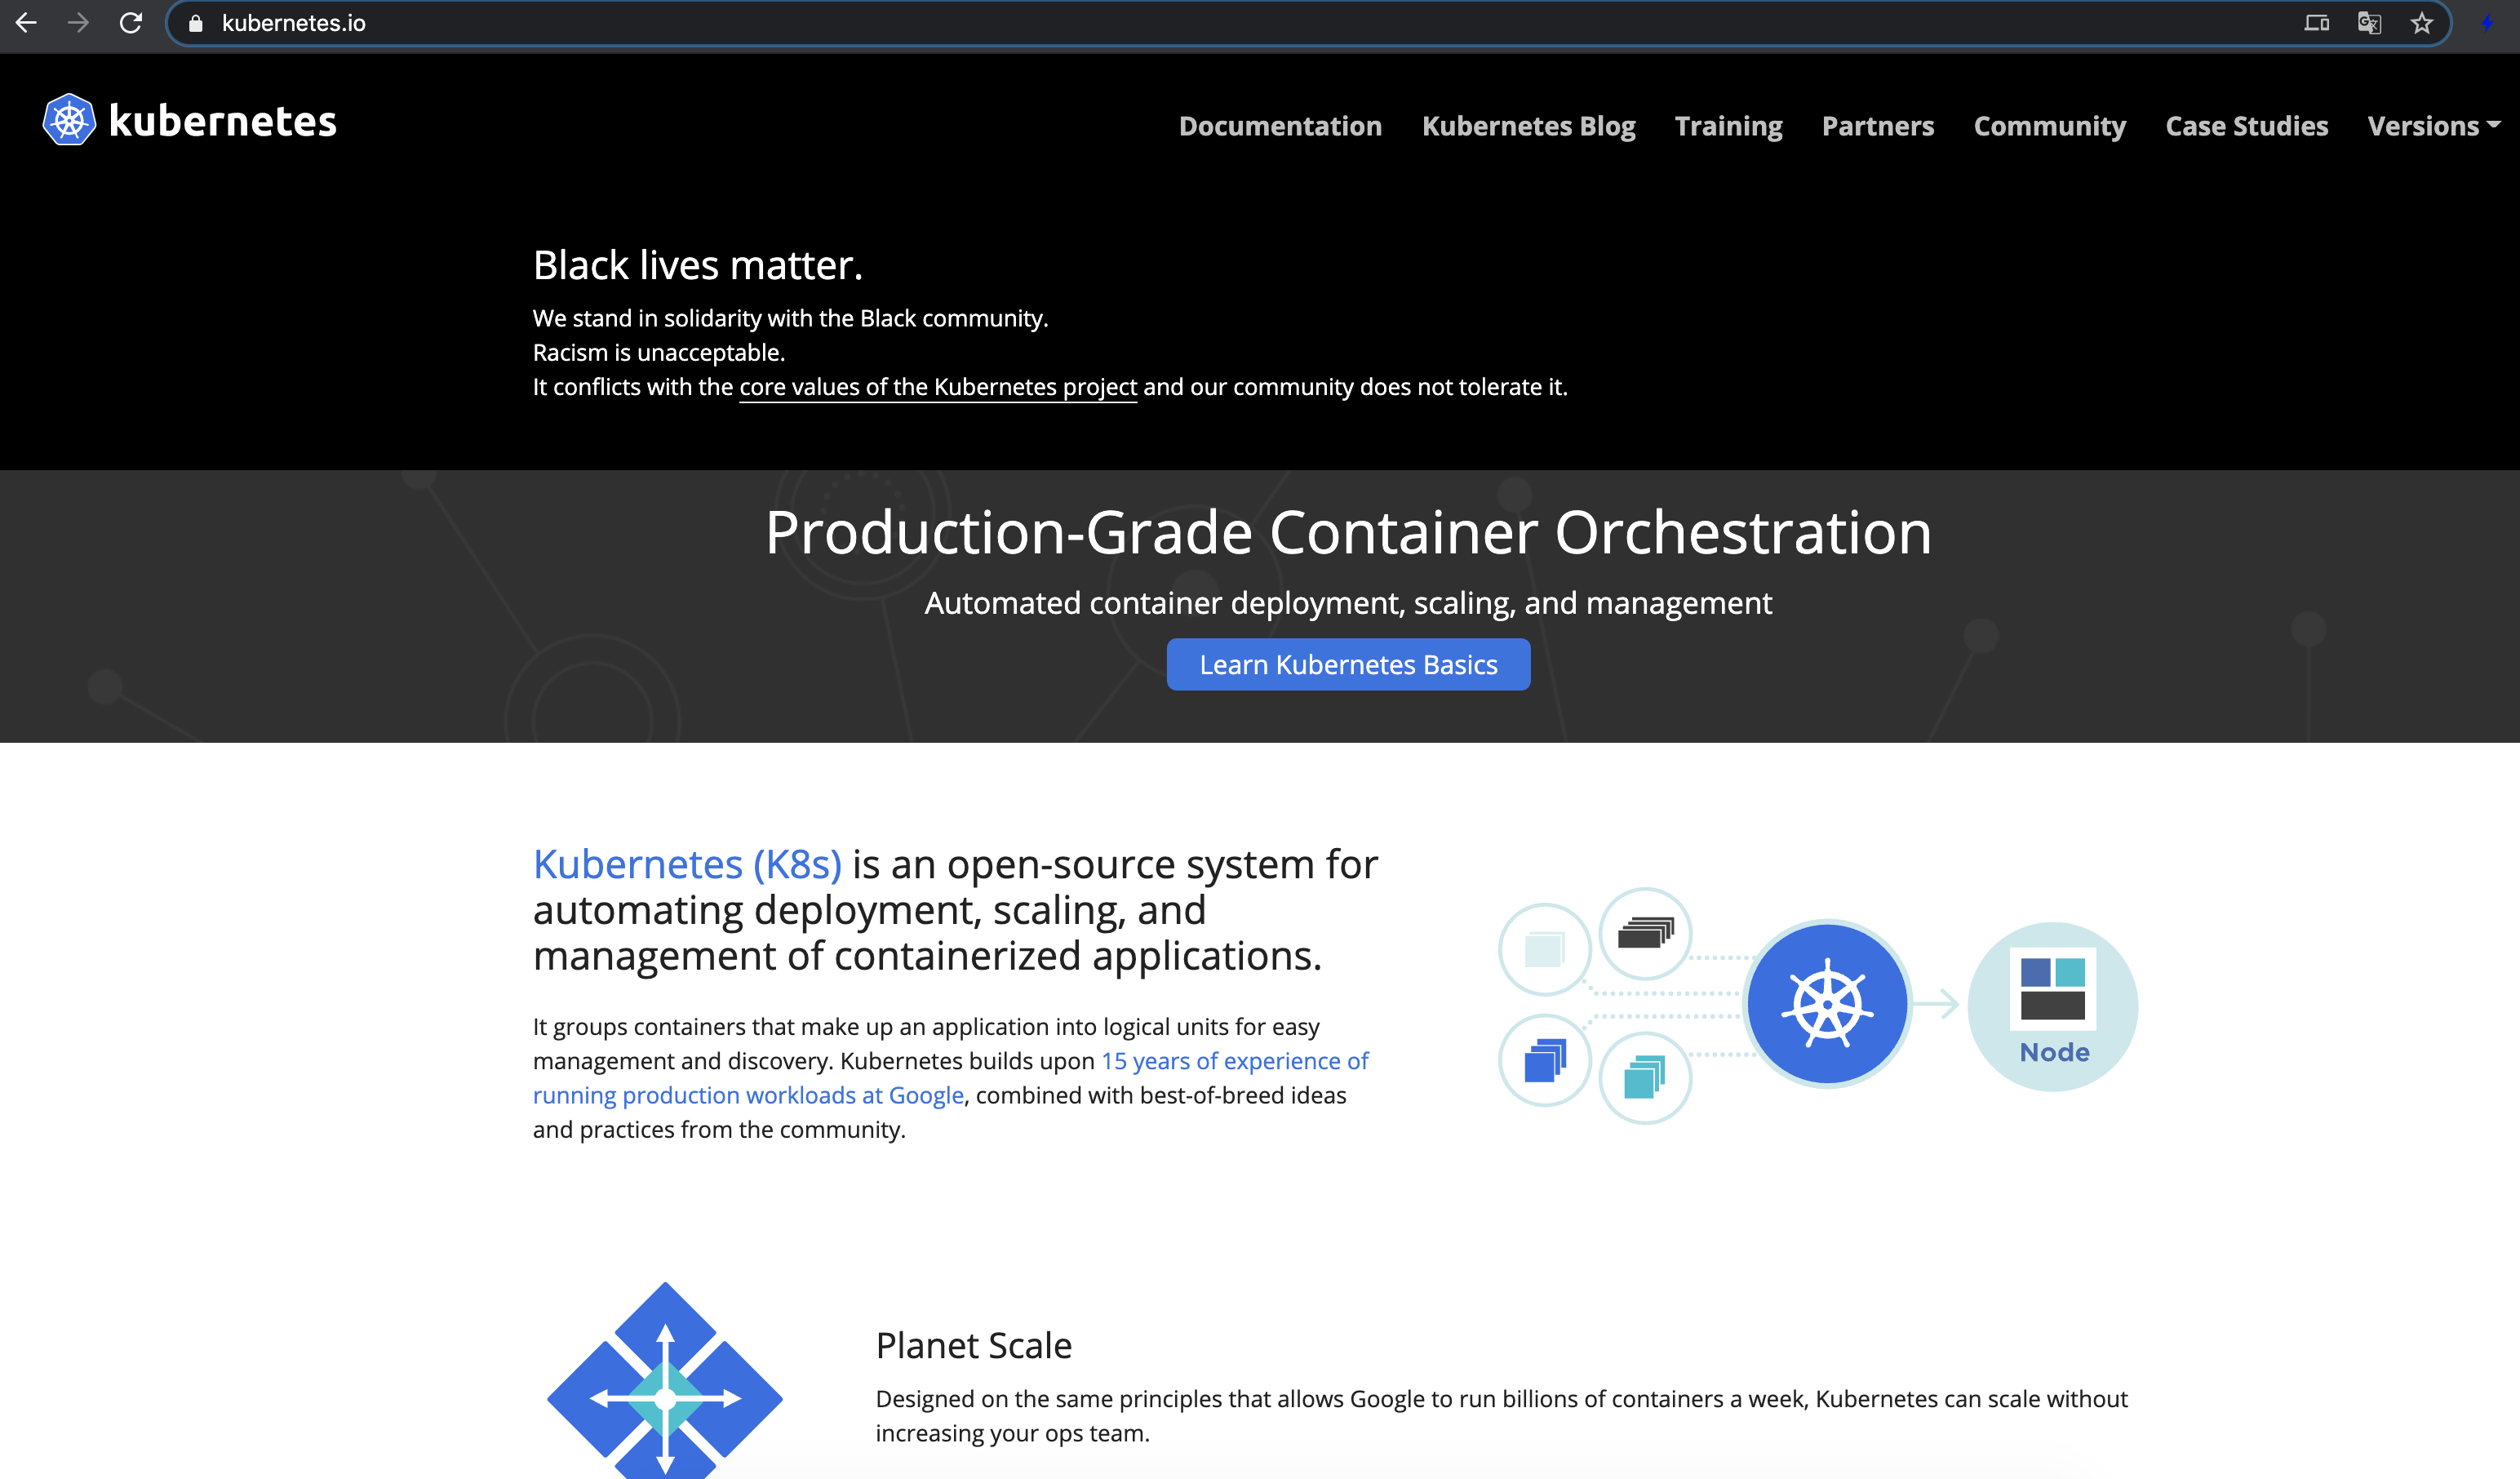 kubernetes.io
kubernetes
Documentation Kubernetes Blog Training Partners Community Case Studies Versions
Black lives matter.
We stand in solidarity with the Black community.
Racism is unacceptable.
It conflicts with the core values of the Kubernetes project and our community does not tolerate it.
Production-Grade Container Orchestration
Automated container deployment, scaling, and management
Learn Kubernetes Basics
Kubernetes (K8s) is an open-source system for
automating deployment, scaling, and
management of containerized applications.
It groups containers that make up an application into logical units for easy
management and discovery. Kubernetes builds upon 15 years of experience of
running production workloads at Google, combined with best-of-breed ideas
and practices from the community.
Node
Planet Scale
Designed on the same principles that allows Google to run billions of containers a week, Kubernetes can scale without
increasing your ops team.